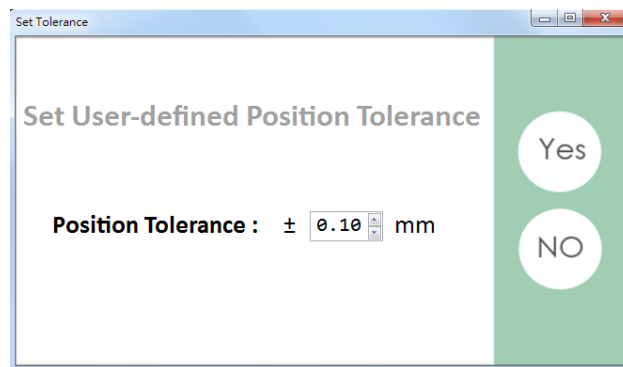 Set Tolerance
Set User-defined Position Tolerance
Yes
Position Tolerance : ± 0.10 mm
NO